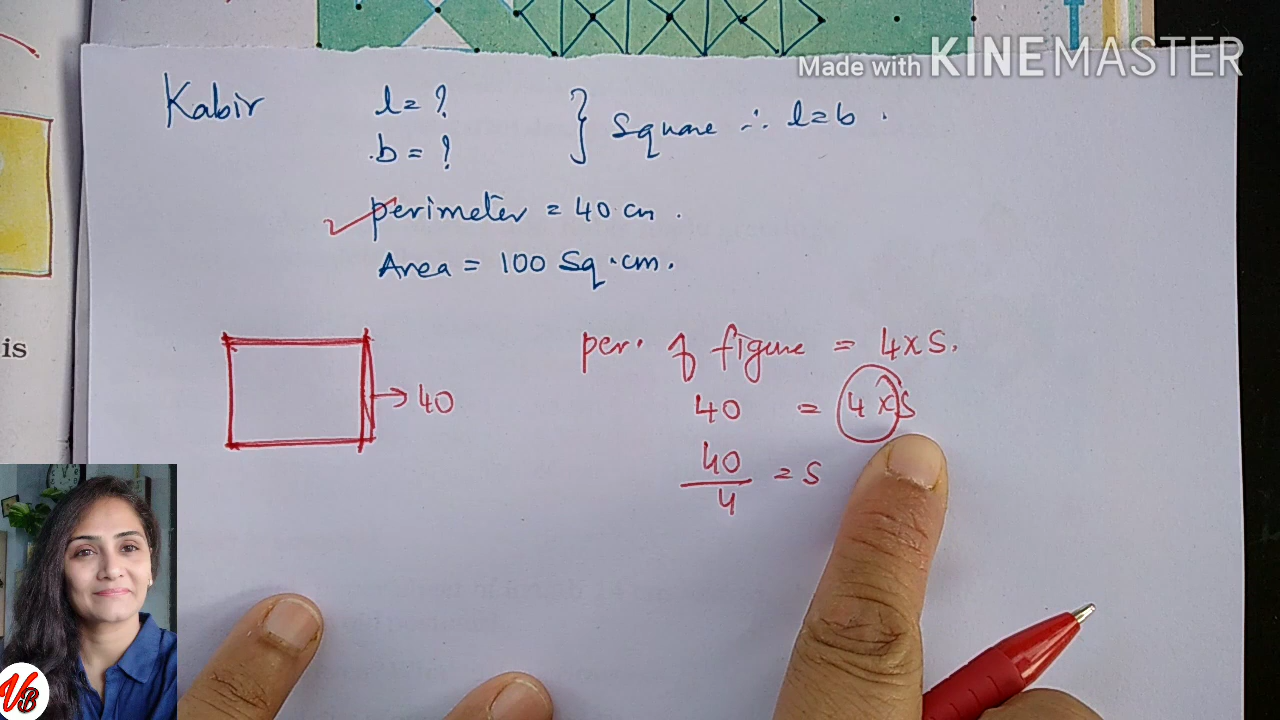 Made with KINEMASTER
Kabir
l = ?
b = ?
Square ∴ l = b.
perimeter = 40 cm.
Area = 100 Sq.cm.
is
per. of figure = 4 x S.
40 = 4 x S
40/4 = S
→ 40
VB